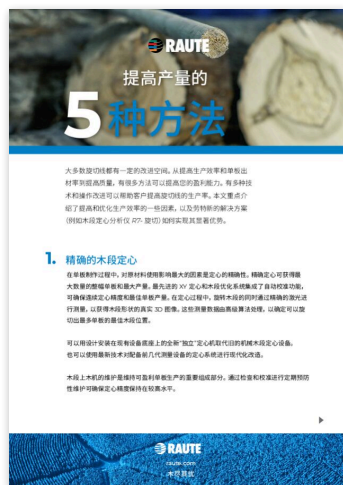 RAUTE
提高产量的
5种方法
大多数旋切线都有一定的改进空间。从提高生产效率和单板出
材率到提高质量，有很多方法可以提高您的盈利能力。有多种技
术和操作改进可以帮助客户提高旋切线的生产率。本文重点介
绍了提高和优化生产效率的一些因素，以及劳特新的解决方案
(例如木段定心分析仪 R7- 旋切) 如何实现其显著优势。
1. 精确的木段定心
在单板制作过程中，对原材料使用影响最大的因素是定心的精确性。精确定心可获得最
大数量的整幅单板和最大产量。最先进的 XY 定心和木段优化系统集成了自动校准功能，
可确保连续定心精度和最佳单板产量。在定心过程中，旋转木段的同时通过精确的激光进
行测量，以获得木段形状的真实 3D 图像。这些测量数据由高级算法处理，以确定可以旋
切出最多单板的最佳木段位置。
可以用设计安装在现有设备底座上的全新“独立”定心机取代旧的机械木段定心设备。
也可以使用最新技术对配备前几代测量设备的定心系统进行现代化改造。
木段上木机的维护是维持可盈利单板生产的重要组成部分。通过检查和校准进行定期预防
性维护可确保定心精度保持在较高水平。
RAUTE
raute.com
木尽其优